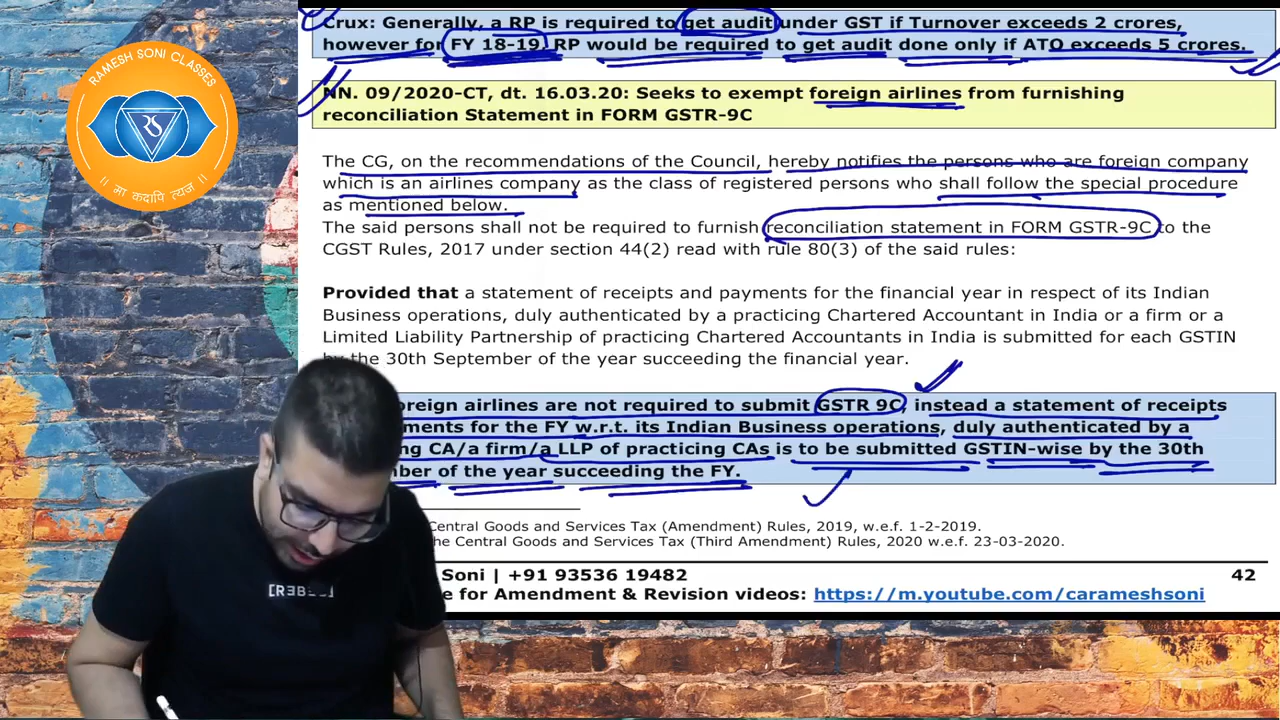 Crux: Generally, a RP is required to get audit under GST if Turnover exceeds 2 crores,
however for FY 18-19, RP would be required to get audit done only if ATO exceeds 5 crores.
RAMESH SONI CLASSES
RS
|| मा कदापि त्यज ||
NN. 09/2020-CT, dt. 16.03.20: Seeks to exempt foreign airlines from furnishing
reconciliation Statement in FORM GSTR-9C
The CG, on the recommendations of the Council, hereby notifies the persons who are foreign company
which is an airlines company as the class of registered persons who shall follow the special procedure
as mentioned below.
The said persons shall not be required to furnish reconciliation statement in FORM GSTR-9C to the
CGST Rules, 2017 under section 44(2) read with rule 80(3) of the said rules:
Provided that a statement of receipts and payments for the financial year in respect of its Indian
Business operations, duly authenticated by a practicing Chartered Accountant in India or a firm or a
Limited Liability Partnership of practicing Chartered Accountants in India is submitted for each GSTIN
by the 30th September of the year succeeding the financial year.
oreign airlines are not required to submit GSTR 9C, instead a statement of receipts
ments for the FY w.r.t. its Indian Business operations, duly authenticated by a
ng CA/a firm/a LLP of practicing CAs is to be submitted GSTIN-wise by the 30th
mber of the year succeeding the FY.
Central Goods and Services Tax (Amendment) Rules, 2019, w.e.f. 1-2-2019.
he Central Goods and Services Tax (Third Amendment) Rules, 2020 w.e.f. 23-03-2020.
Soni | +91 93536 19482
42
e for Amendment & Revision videos: https://m.youtube.com/carameshsoni